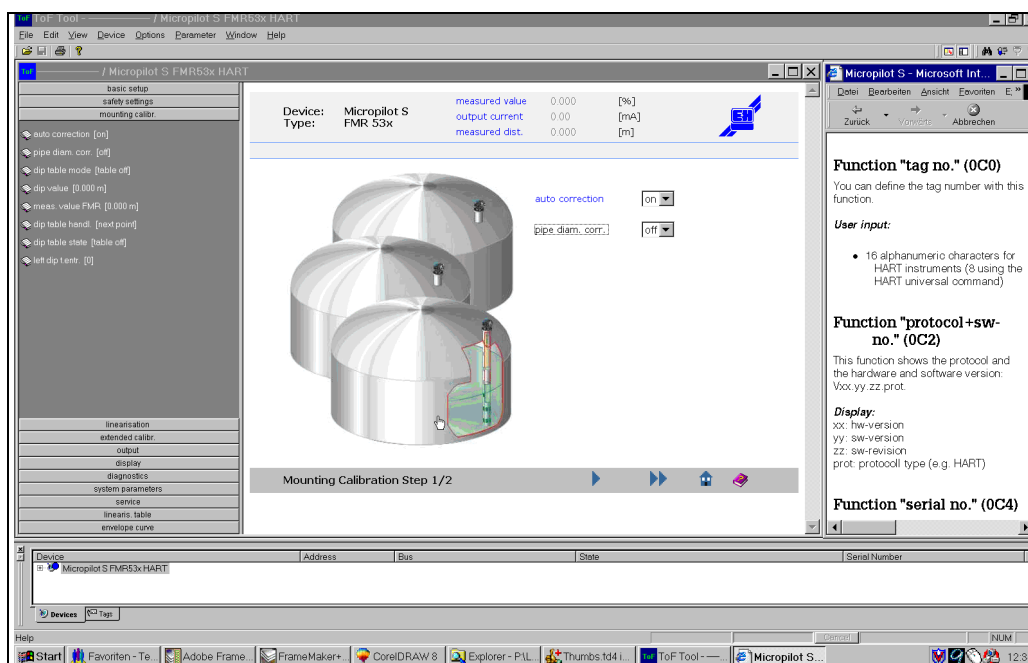 ToF Tool - ———— / Micropilot S FMR53x HART
File Edit View Device Options Parameter Window Help
———— / Micropilot S FMR53x HART
basic setup
safety settings
mounting calibr.
auto correction [on]
pipe diam. corr. [off]
dip table mode [table off]
dip value [0.000 m]
meas. value FMR [0.000 m]
dip table handl. [next point]
dip table state [table off]
left dip t.entr. [0]
linearisation
extended calibr.
output
display
diagnostics
system parameters
service
linearis. table
envelope curve
Device: Micropilot S
Type: FMR 53x
measured value 0.000 [%]
output current 0.00 [mA]
measured dist. 0.000 [m]
auto correction on
pipe diam. corr. off
Mounting Calibration Step 1/2
Micropilot S - Microsoft Int...
Datei Bearbeiten Ansicht Favoriten E
Zurück Vorwärts Abbrechen
Function "tag no." (0C0)
You can define the tag number with this
function.
User input:
• 16 alphanumeric characters for
HART instruments (8 using the
HART universal command)
Function "protocol+sw-
no." (0C2)
This function shows the protocol and
the hardware and software version:
Vxx.yy.zz.prot.
Display:
xx: hw-version
yy: sw-version
zz: sw-revision
prot: protocoll type (e.g. HART)
Function "serial no." (0C4)
Device Address Bus State Serial Number
Micropilot S FMR53x HART
Devices Tags
Help Cancel NUM
Start Favoriten - Te... Adobe Frame... FrameMaker+... CorelDRAW 8 Explorer - P:\L... Thumbs.td4 i... ToF Tool - —... Micropilot S... 12:3